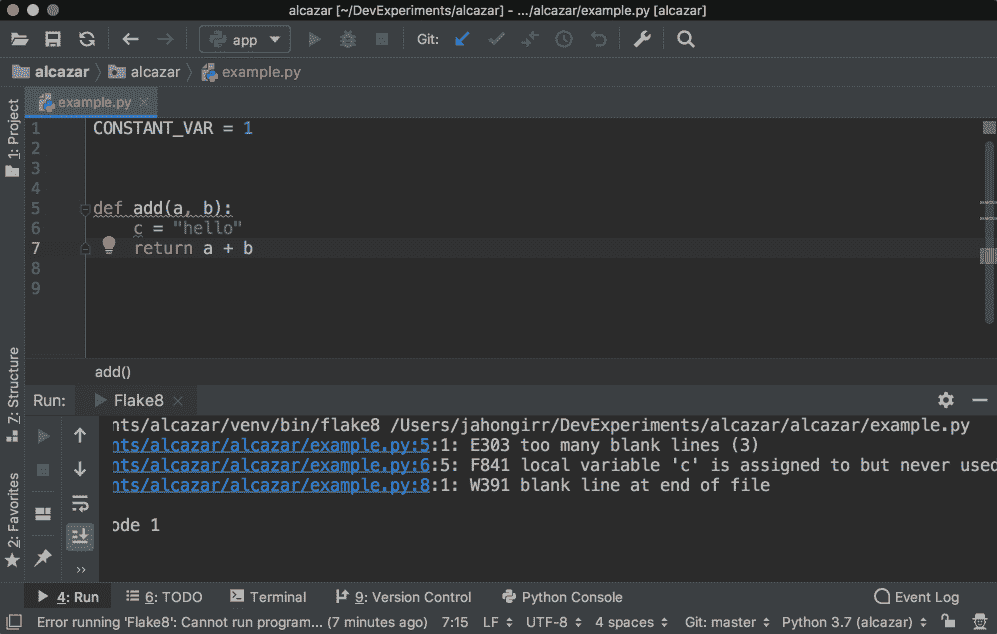 alcazar [~/DevExperiments/alcazar] - .../alcazar/example.py [alcazar]
app Git:
alcazar alcazar example.py
1: Project
example.py
1 CONSTANT_VAR = 1
2
3
4
5 def add(a, b):
6 c = "hello"
7 return a + b
8
9
add()
Z: Structure
2: Favorites
Run: Flake8
nts/alcazar/venv/bin/flake8 /Users/jahongirr/DevExperiments/alcazar/alcazar/example.py
nts/alcazar/alcazar/example.py:5:1: E303 too many blank lines (3)
nts/alcazar/alcazar/example.py:6:5: F841 local variable 'c' is assigned to but never used
nts/alcazar/alcazar/example.py:8:1: W391 blank line at end of file
ode 1
4: Run 6: TODO Terminal 9: Version Control Python Console Event Log
Error running 'Flake8': Cannot run program... (7 minutes ago) 7:15 LF UTF-8 4 spaces Git: master Python 3.7 (alcazar)